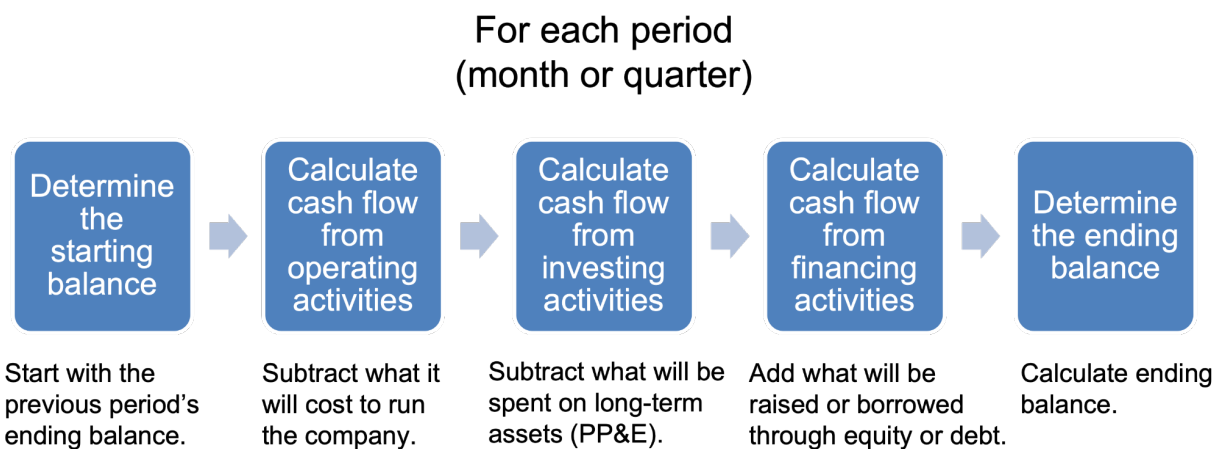 For each period
(month or quarter)
Determine
the
starting
balance
Calculate
cash flow
from
operating
activities
Calculate
cash flow
from
investing
activities
Calculate
cash flow
from
financing
activities
Determine
the ending
balance
Start with the
previous period’s
ending balance.
Subtract what it
will cost to run
the company.
Subtract what will be
spent on long-term
assets (PP&E).
Add what will be
raised or borrowed
through equity or debt.
Calculate ending
balance.